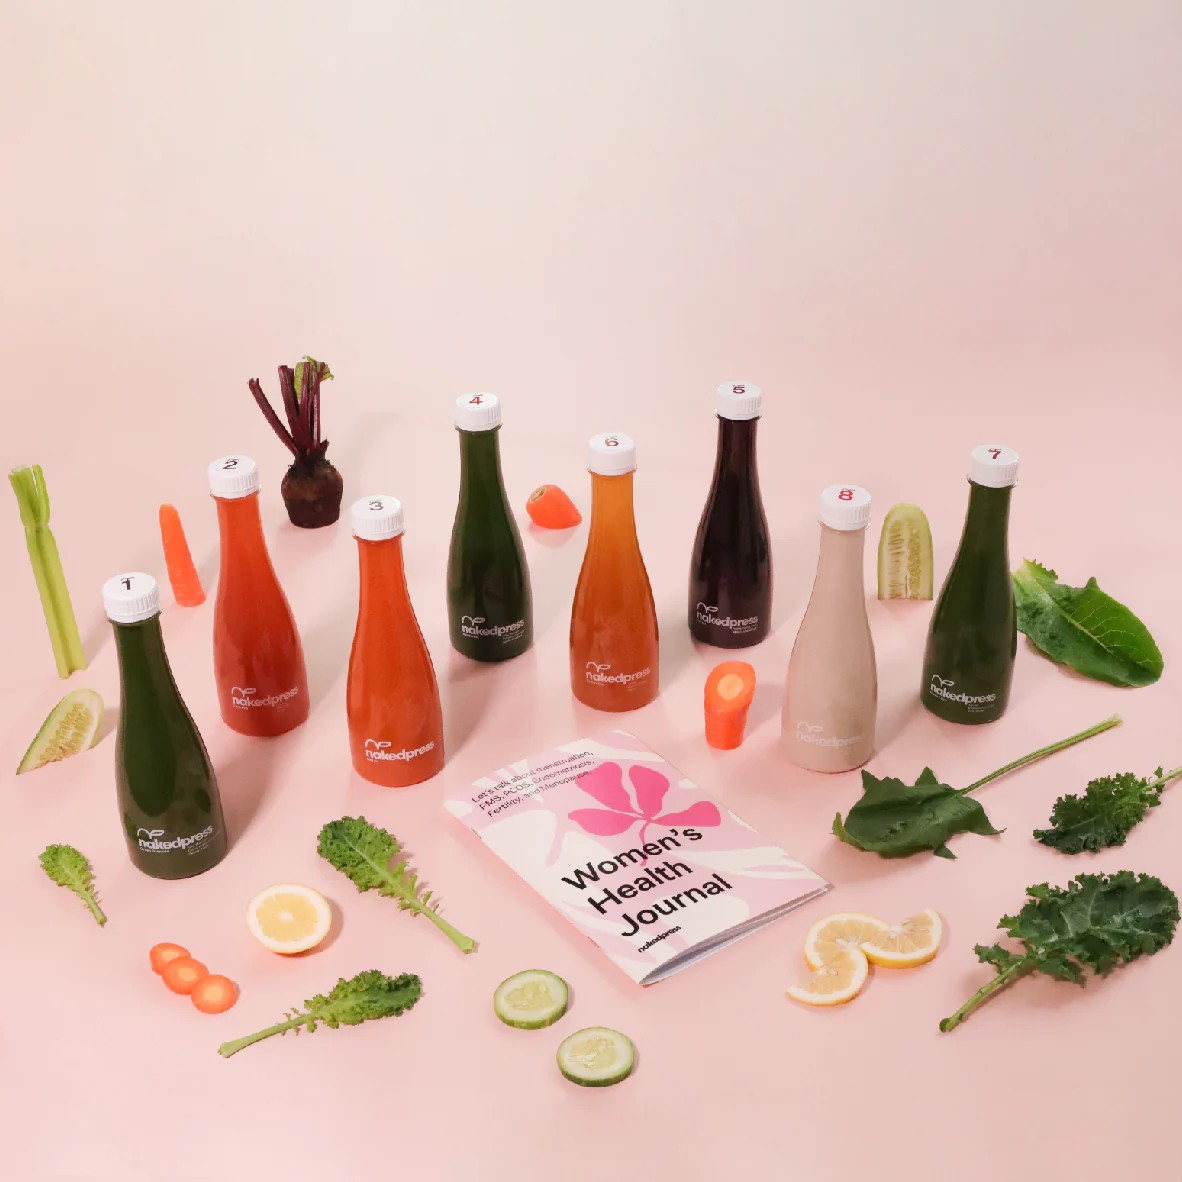 4
5
6
2
7
8
3
1
nakedpress
nakedpress
nakedpress
nakedpress
nakedpress
nakedpress
nakedpress
nakedpress
Let's talk about menstruation,
PMS, PCOS, Endometriosis,
Fertility, and Menopause.
Women's
Health
Journal
nakedpress